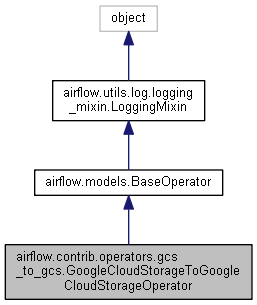 object
airflow.utils.log.logging
_mixin.LoggingMixin
airflow.models.BaseOperator
airflow.contrib.operators.gcs
_to_gcs.GoogleCloudStorageToGoogle
CloudStorageOperator